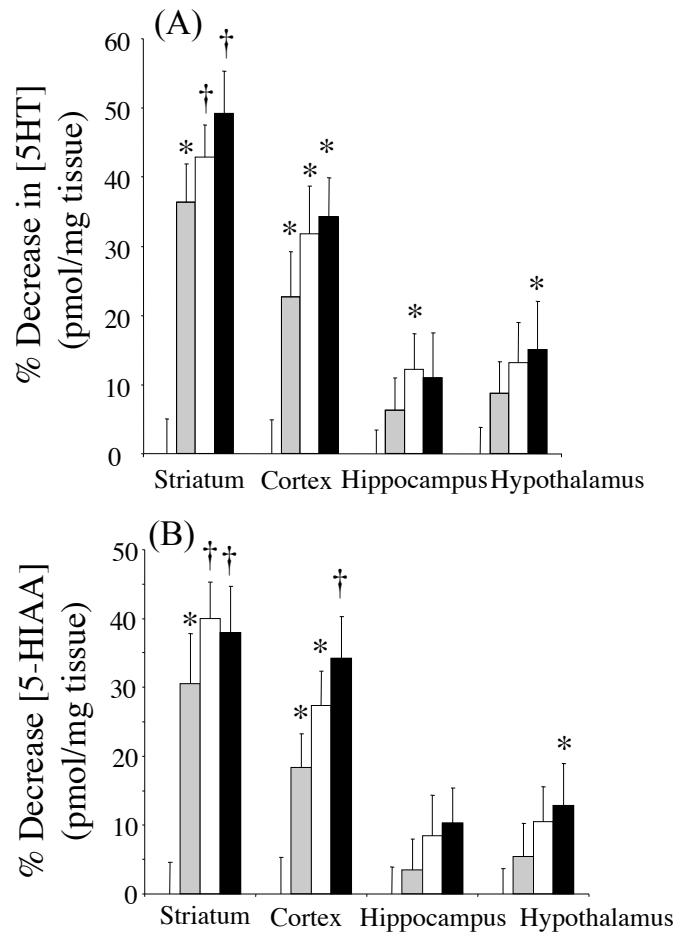 (A)
% Decrease in [5HT]
(pmol/mg tissue)
60
50
40
30
20
10
0
†
†
*
*
*
*
*
*
Striatum Cortex Hippocampus Hypothalamus
(B)
% Decrease [5-HIAA]
(pmol/mg tissue)
50
40
30
20
10
0
† † †
*
*
*
*
Striatum Cortex Hippocampus Hypothalamus